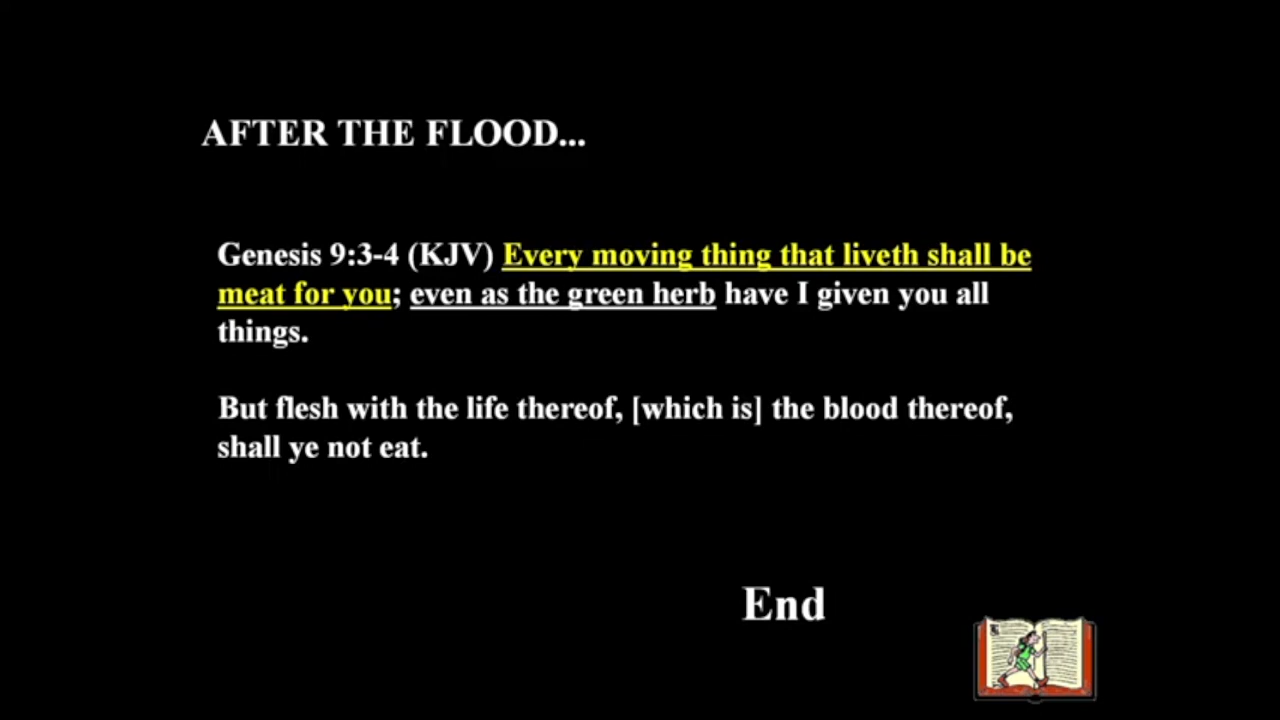 AFTER THE FLOOD...
Genesis 9:3-4 (KJV) Every moving thing that liveth shall be
meat for you; even as the green herb have I given you all
things.
But flesh with the life thereof, [which is] the blood thereof,
shall ye not eat.
End